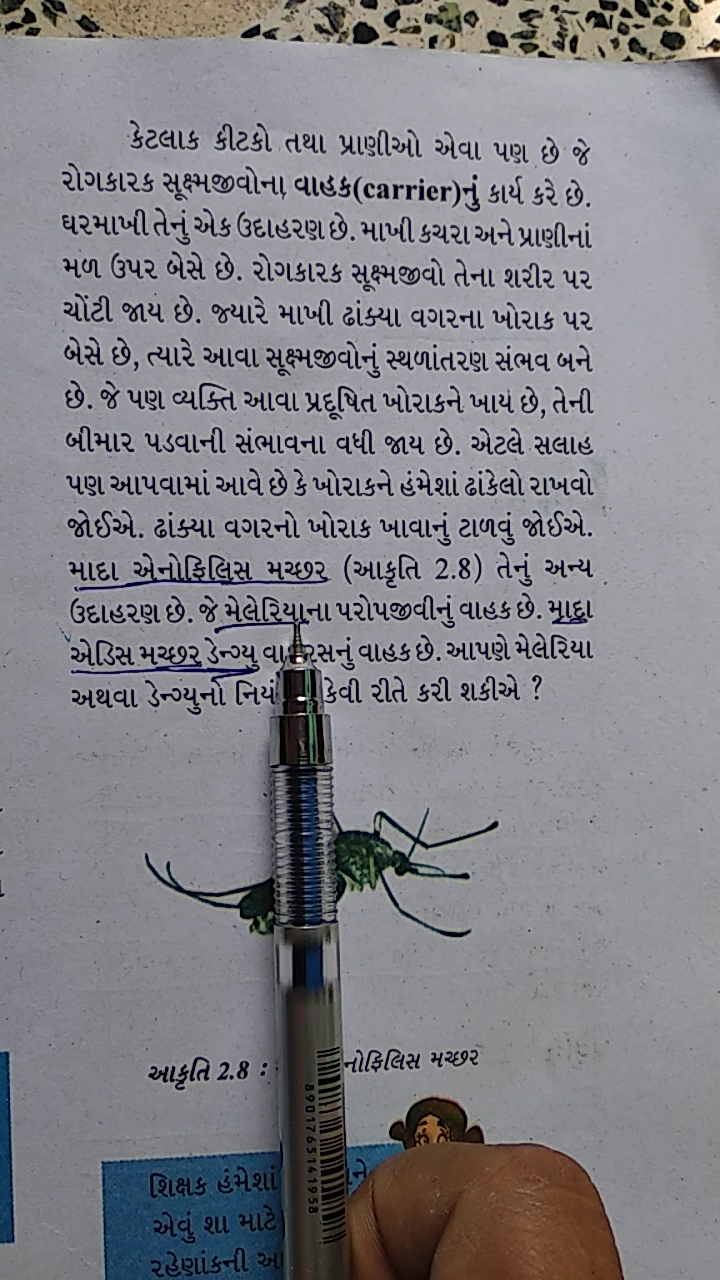 કેટલાક કીટકો તથા પ્રાણીઓ એવા પણ છે જે
રોગકારક સૂક્ષ્મજીવોના વાહક(carrier)નું કાર્ય કરે છે.
ઘરમાખી તેનું એક ઉદાહરણ છે. માખી કચરા અને પ્રાણીનાં
મળ ઉપર બેસે છે. રોગકારક સૂક્ષ્મજીવો તેના શરીર પર
ચોંટી જાય છે. જ્યારે માખી ઢાંક્યા વગરના ખોરાક પર
બેસે છે, ત્યારે આવા સૂક્ષ્મજીવોનું સ્થળાંતરણ સંભવ બને
છે. જે પણ વ્યક્તિ આવા પ્રદૂષિત ખોરાકને ખાય છે, તેની
બીમાર પડવાની સંભાવના વધી જાય છે. એટલે સલાહ
પણ આપવામાં આવે છે કે ખોરાકને હંમેશાં ઢાંકેલો રાખવો
જોઈએ. ઢાંક્યા વગરનો ખોરાક ખાવાનું ટાળવું જોઈએ.
માદા એનોફિલિસ મચ્છર (આકૃતિ 2.8) તેનું અન્ય
ઉદાહરણ છે. જે મેલેરિયાના પરોપજીવીનું વાહક છે. માદા
એડિસ મચ્છર ડેન્ગ્યુ નું વાહક છે. આપણે મેલેરિયા
અથવા ડેન્ગ્યુનો કેવી રીતે કરી શકીએ ?
આકૃતિ 2.8 : મચ્છર
શિક્ષક હંમેશાં
એવું શા માટે
રહેણાંકની
8901765141958